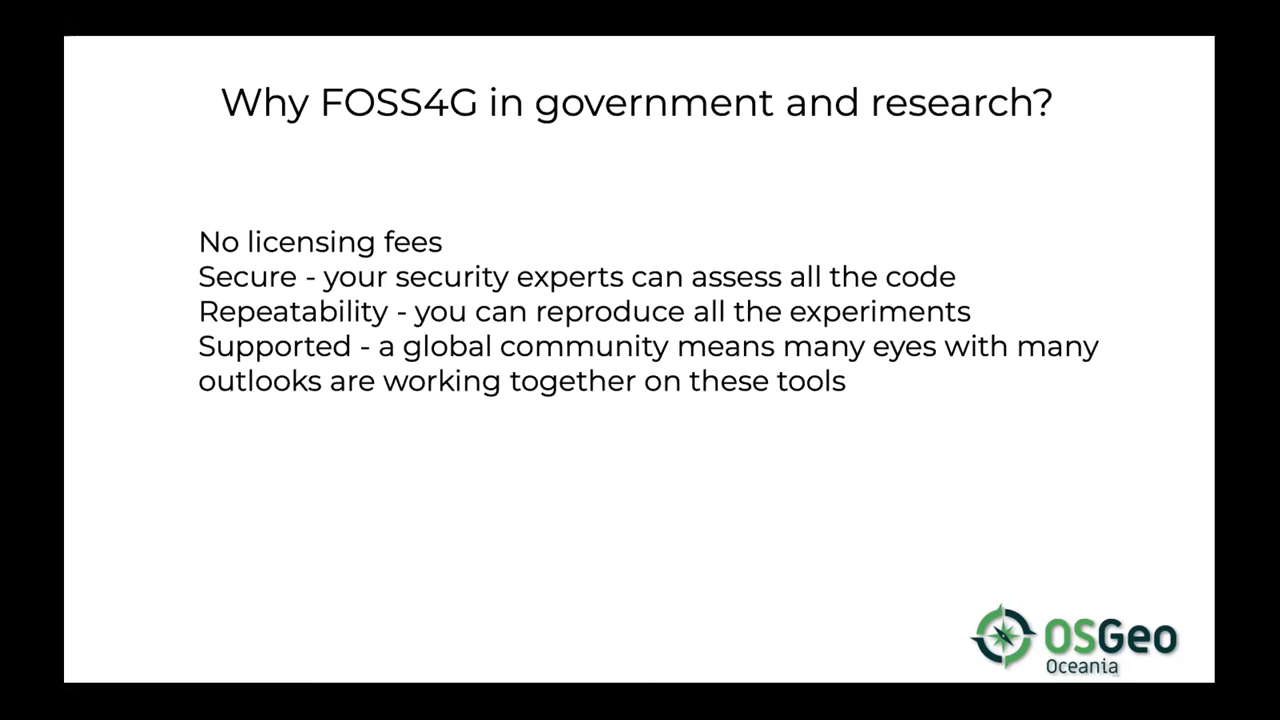 Why FOSS4G in government and research?
No licensing fees
Secure - your security experts can assess all the code
Repeatability - you can reproduce all the experiments
Supported - a global community means many eyes with many
outlooks are working together on these tools
OSGeo
Oceania